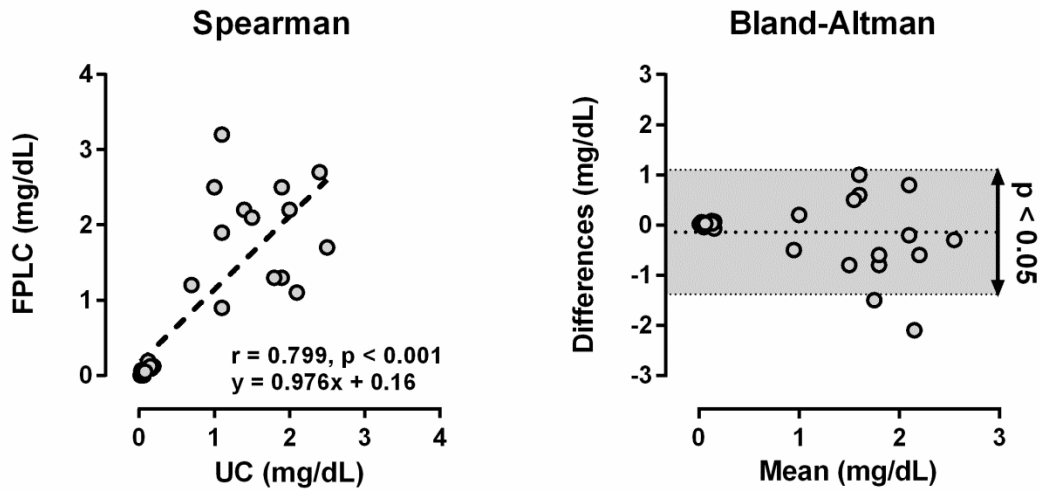 Spearman
FPLC (mg/dL)
4
3
2
1
0
r = 0.799, p < 0.001
y = 0.976x + 0.16
0 1 2 3 4
UC (mg/dL)
Bland-Altman
Differences (mg/dL)
3
2
1
0
-1
-2
-3
p < 0.05
0 1 2 3
Mean (mg/dL)